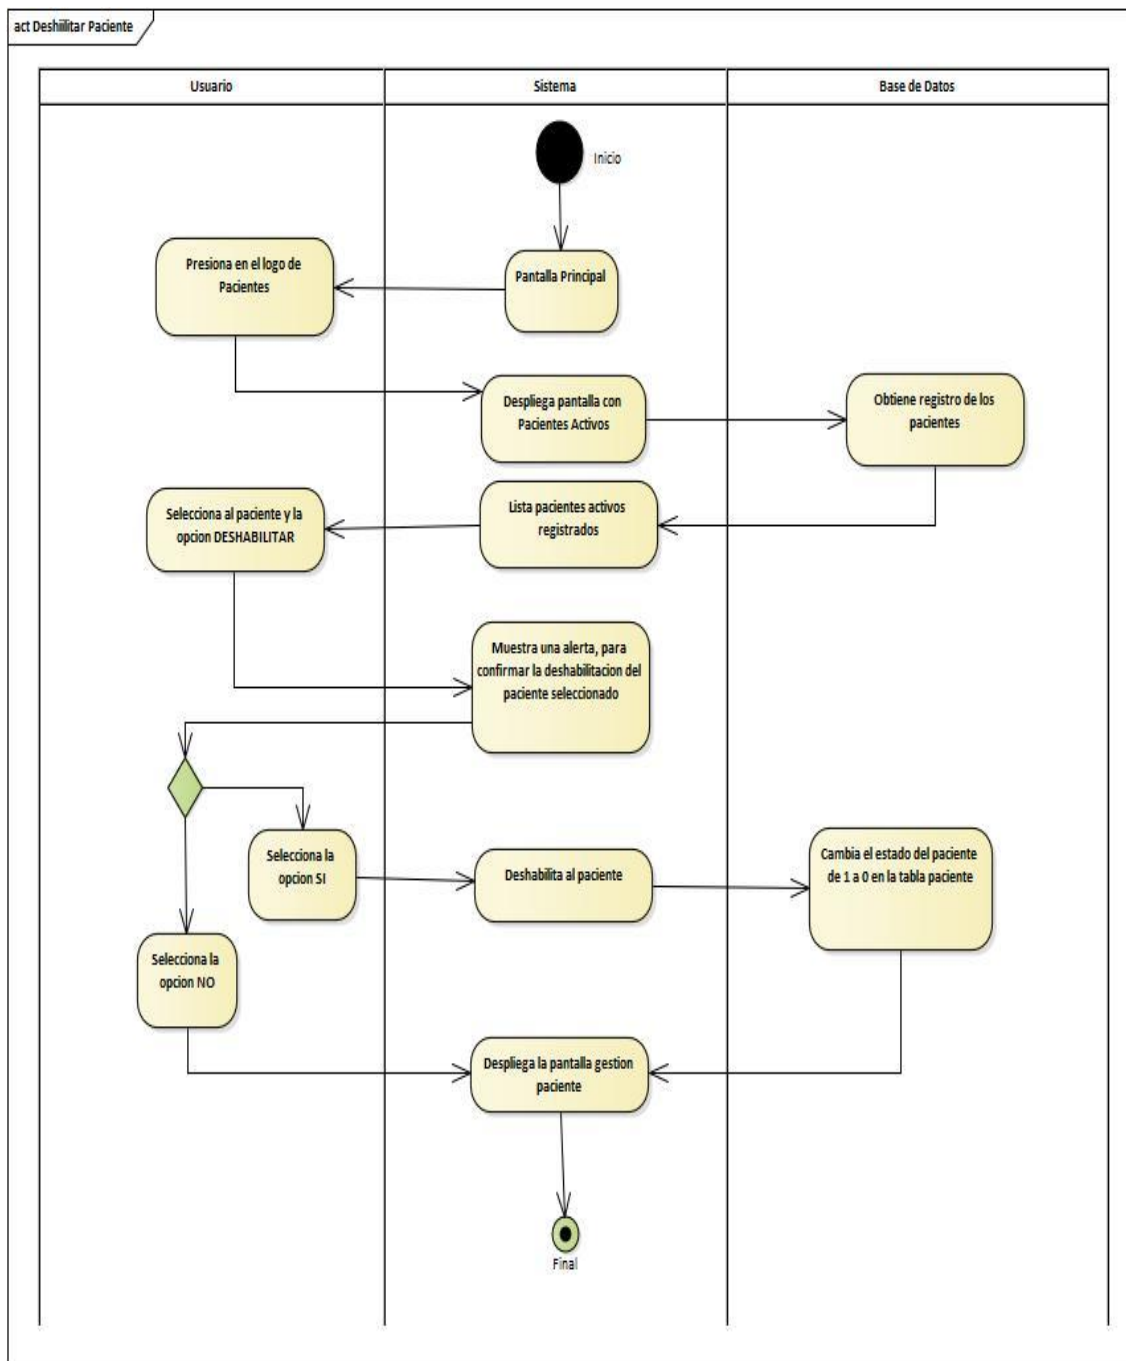 act Deshiilitar Paciente
Usuario
Sistema
Base de Datos
Inicio
Presiona en el logo de
Pacientes
Pantalla Principal
Despliega pantalla con
Pacientes Activos
Obtiene registro de los
pacientes
Selecciona al paciente y la
opcion DESHABILITAR
Lista pacientes activos
registrados
Muestra una alerta, para
confirmar la deshabilitacion del
paciente seleccionado
Selecciona la
opcion SI
Deshabilita al paciente
Cambia el estado del paciente
de 1 a 0 en la tabla paciente
Selecciona la
opcion NO
Despliega la pantalla gestion
paciente
Final